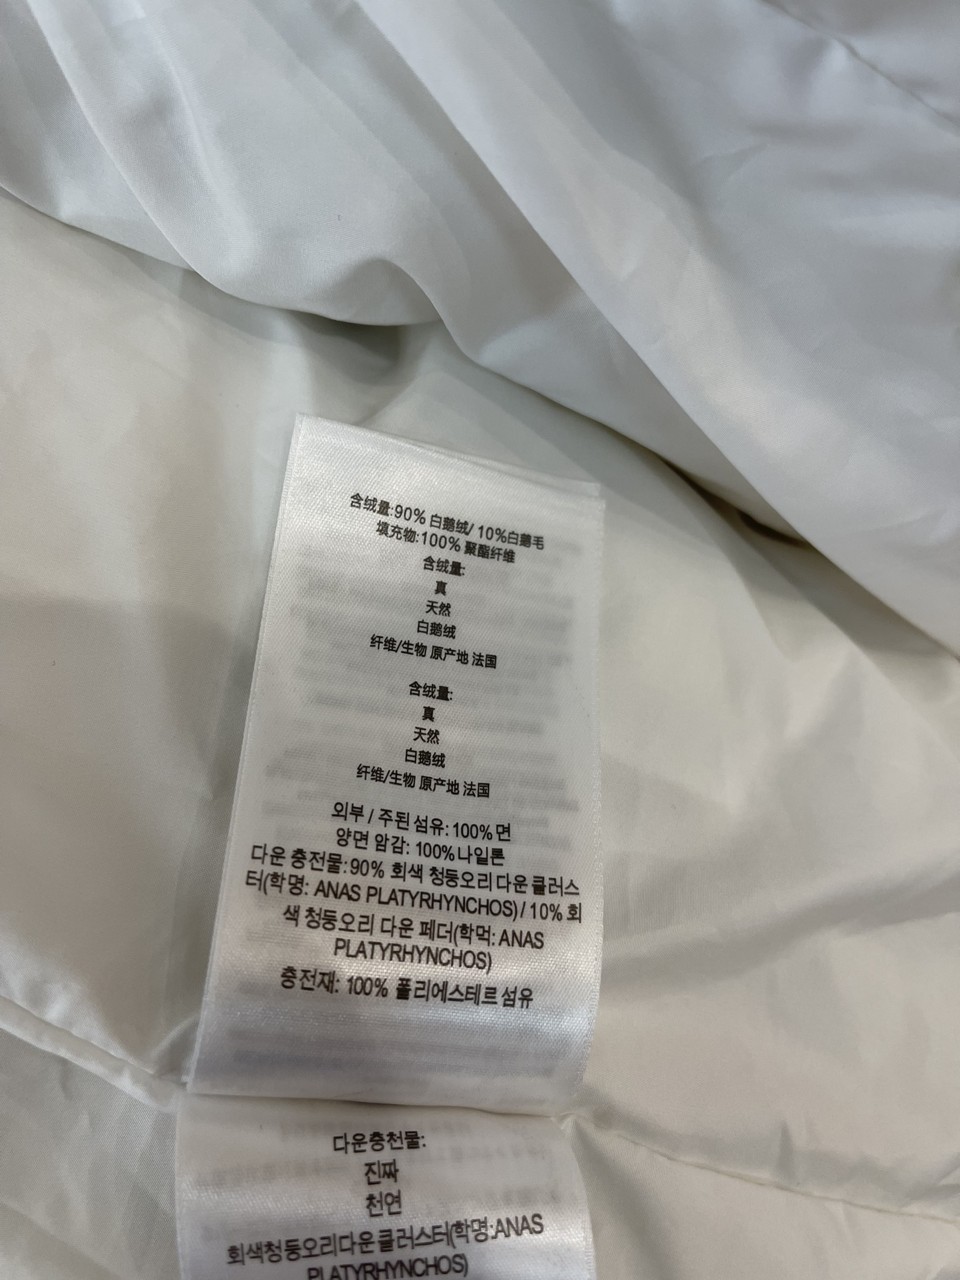 含绒量:90% 白鹅绒/ 10%白鹅毛
填充物:100% 聚酯纤维
含绒量:
真
天然
白鹅绒
纤维/生物 原产地 法国
含绒量:
真
天然
白鹅绒
纤维/生物 原产地 法国
외부 / 주된 섬유: 100% 면
양면 암감: 100% 나일론
다운 충전물: 90% 회색 청둥오리 다운 클러스
터(학명: ANAS PLATYRHYNCHOS) / 10% 회
색 청둥오리 다운 페더(학먹: ANAS
PLATYRHYNCHOS)
충전재: 100% 폴리에스테르 섬유
다운충천물:
진짜
천연
회색청둥오리다운클러스터(학명:ANAS
PLATYRHYNCHOS)